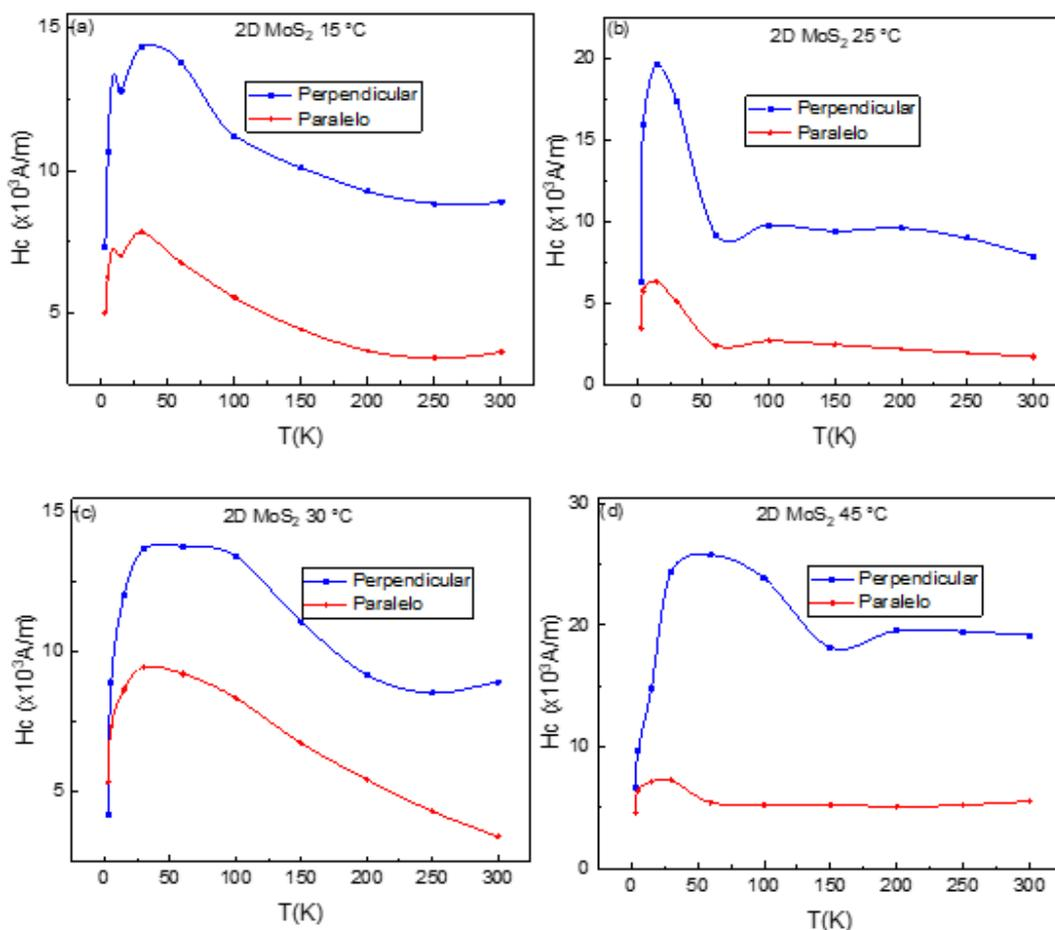 (a)
2D MoS₂ 15 °C
Perpendicular
Paralelo
15
10
5
Hc (x10³A/m)
0 50 100 150 200 250 300
T(K)
(b)
2D MoS₂ 25 °C
Perpendicular
Paralelo
20
15
10
5
0
Hc (x10³A/m)
0 50 100 150 200 250 300
T(K)
(c)
2D MoS₂ 30 °C
Perpendicular
Paralelo
15
10
5
Hc (x10³A/m)
0 50 100 150 200 250 300
T(K)
(d)
2D MoS₂ 45 °C
Perpendicular
Paralelo
30
20
10
0
Hc (x10³A/m)
0 50 100 150 200 250 300
T(K)